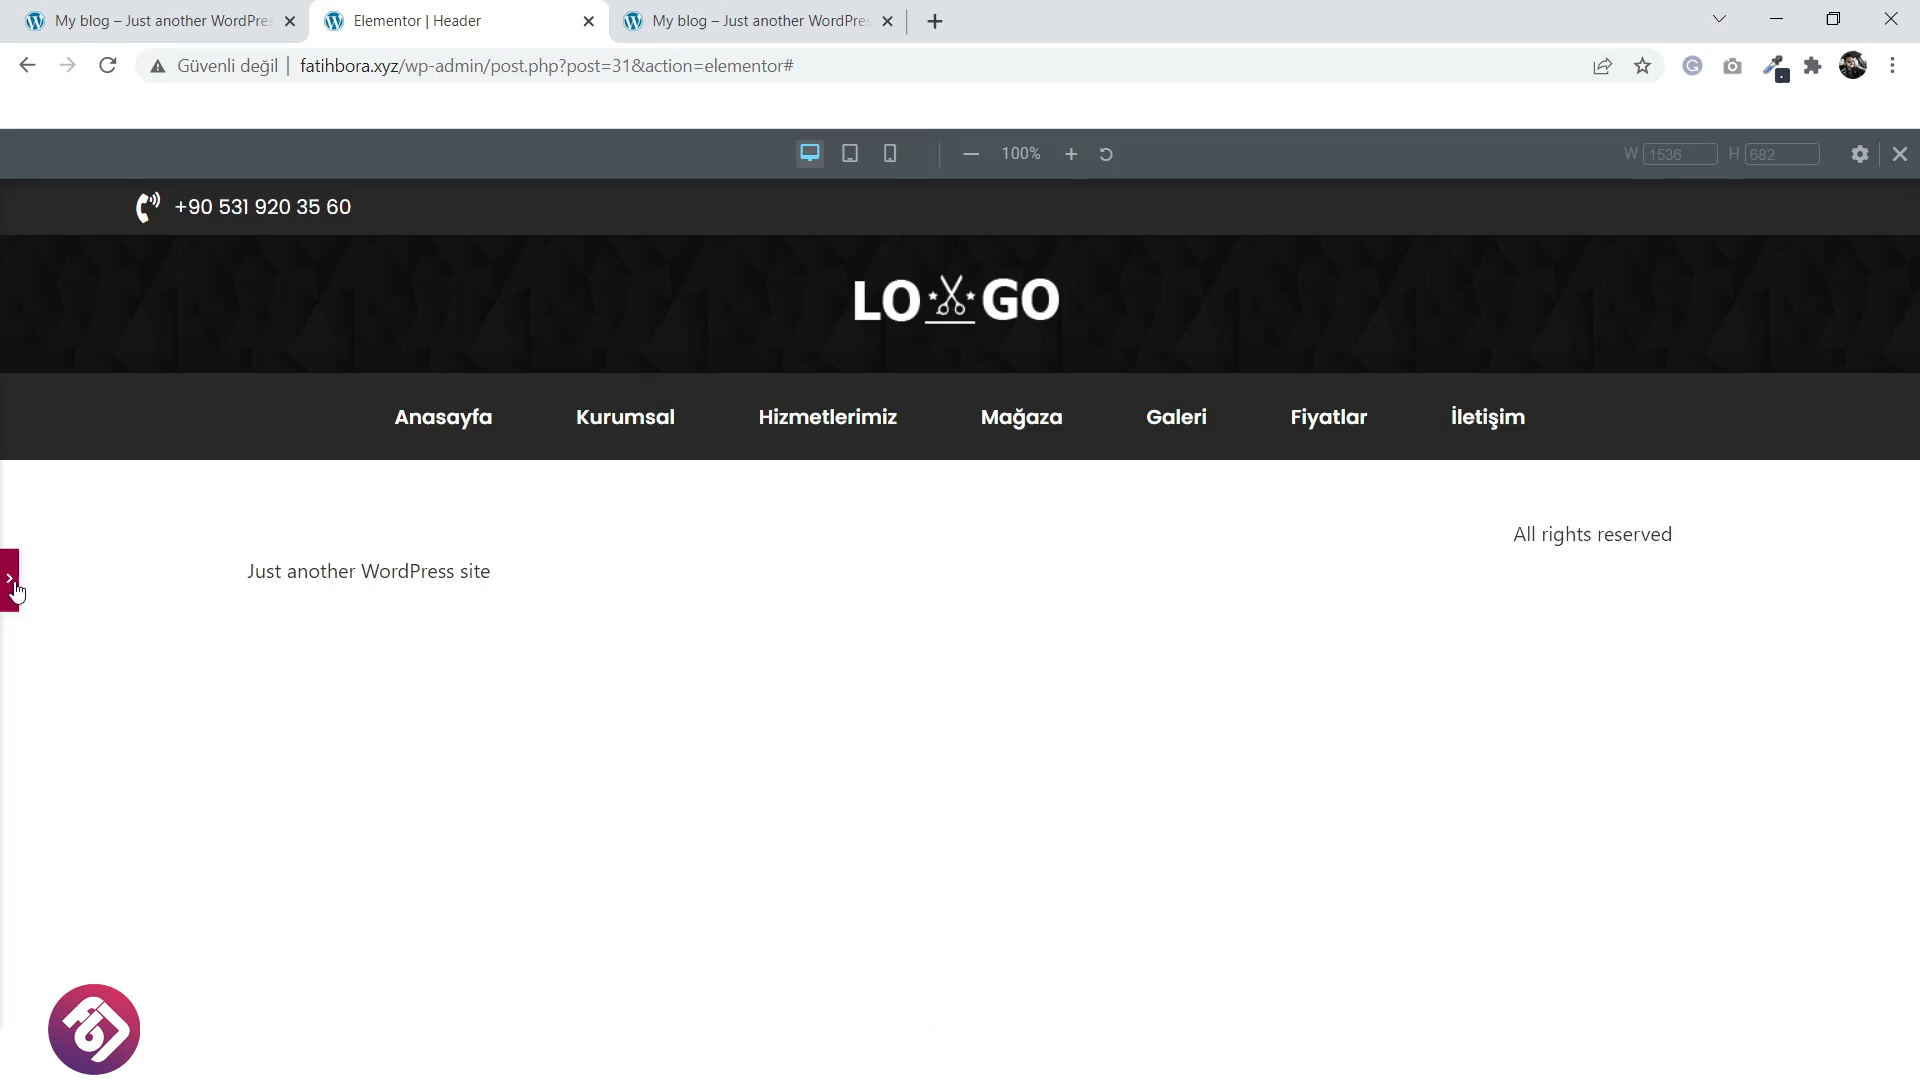 My blog – Just another WordPres
Elementor | Header
My blog – Just another WordPres
Güvenli değil
fatihbora.xyz/wp-admin/post.php?post=31&action=elementor#
100%
W 1536 H 682
+90 531 920 35 60
LO GO
Anasayfa Kurumsal Hizmetlerimiz Mağaza Galeri Fiyatlar İletişim
All rights reserved
Just another WordPress site